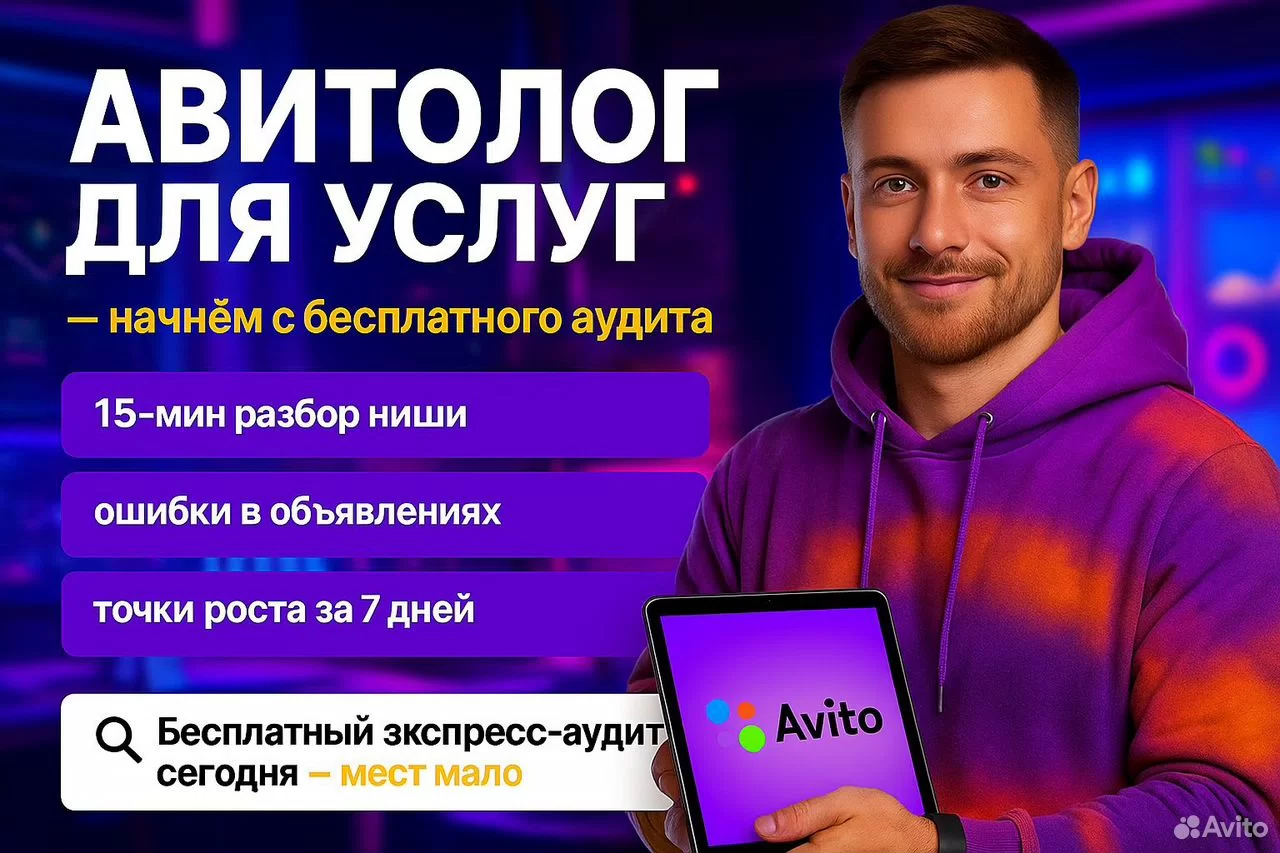 АВИТОЛОГ
ДЛЯ УСЛУГ
– начнӗм с бесплатного аудита
15-мин разбор ниши
ошибки в объявлениях
точки роста за 7 дней
Бесплатный зкспресс-аудит
сегодня – мест мало
Avito
Avito